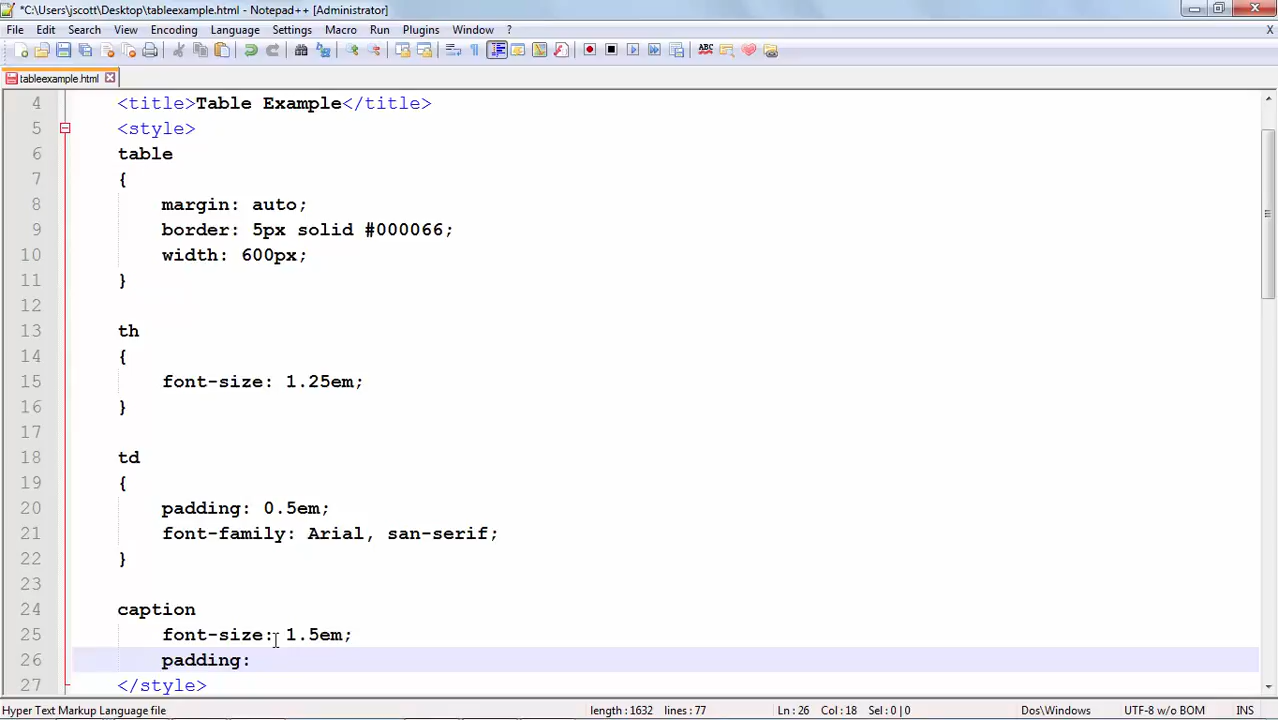 *C:\Users\jscott\Desktop\tableexample.html - Notepad++ [Administrator]
File Edit Search View Encoding Language Settings Macro Run Plugins Window ? X
tableexample.html
4 <title>Table Example</title>
5 <style>
6 table
7 {
8 margin: auto;
9 border: 5px solid #000066;
10 width: 600px;
11 }
12
13 th
14 {
15 font-size: 1.25em;
16 }
17
18 td
19 {
20 padding: 0.5em;
21 font-family: Arial, san-serif;
22 }
23
24 caption
25 font-size: 1.5em;
26 padding:
27 </style>
Hyper Text Markup Language file length : 1632 lines : 77 Ln : 26 Col : 18 Sel : 0 | 0 Dos\Windows UTF-8 w/o BOM INS